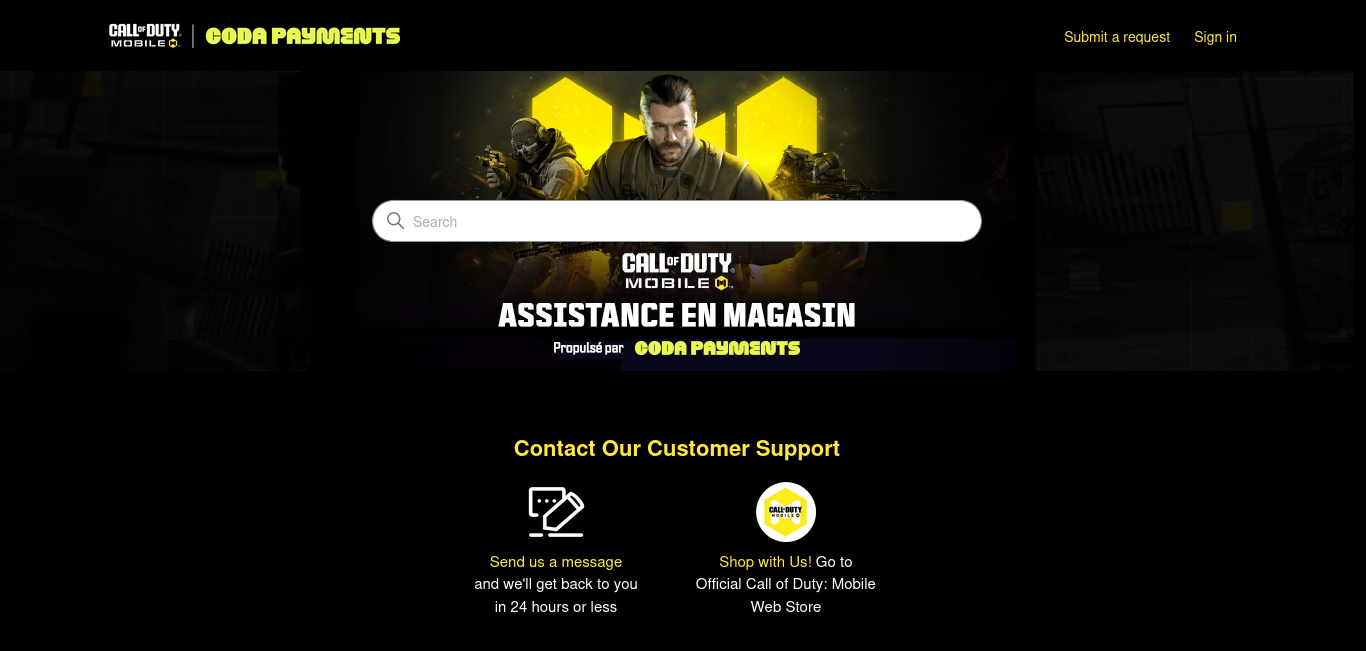 CALL OF DUTY
MOBILE
CODA PAYMENTS
Submit a request
Sign in
Search
CALL OF DUTY
MOBILE
ASSISTANCE EN MAGASIN
Propulsé par CODA PAYMENTS
Contact Our Customer Support
CALL OF DUTY
MOBILE
Send us a message
and we'll get back to you
in 24 hours or less
Shop with Us! Go to
Official Call of Duty: Mobile
Web Store